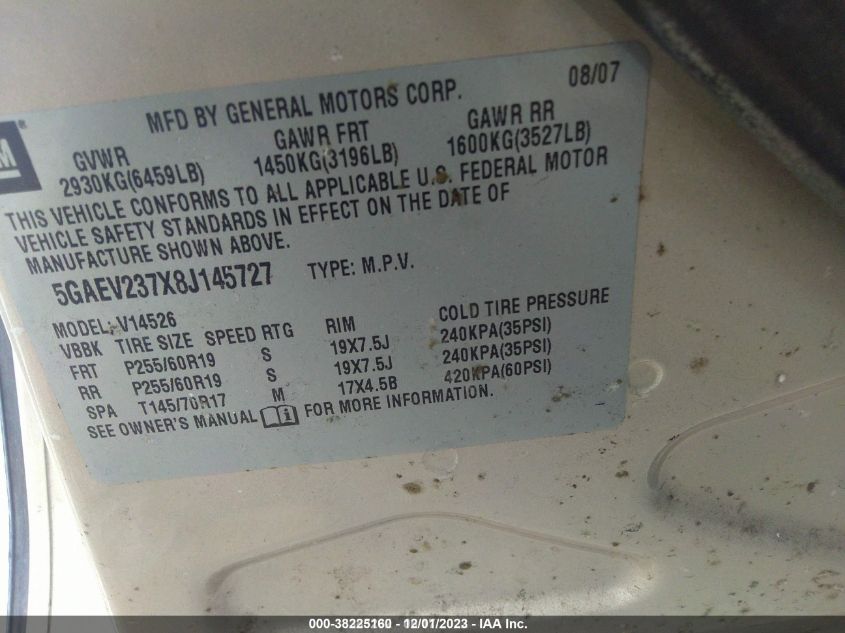 08/07
MFD BY GENERAL MOTORS CORP.
GVWR GAWR FRT GAWR RR
2930KG(6459LB) 1450KG(3196LB) 1600KG(3527LB)
THIS VEHICLE CONFORMS TO ALL APPLICABLE U.S. FEDERAL MOTOR
VEHICLE SAFETY STANDARDS IN EFFECT ON THE DATE OF
MANUFACTURE SHOWN ABOVE.
5GAEV237X8J145727 TYPE: M.P.V.
MODEL: V14526
VBBK TIRE SIZE SPEED RTG RIM COLD TIRE PRESSURE
FRT P255/60R19 S 19X7.5J 240KPA(35PSI)
RR P255/60R19 S 19X7.5J 240KPA(35PSI)
SPA T145/70R17 M 17X4.5B 420KPA(60PSI)
SEE OWNER'S MANUAL FOR MORE INFORMATION.
000-38225160 - 12/01/2023 - IAA Inc.